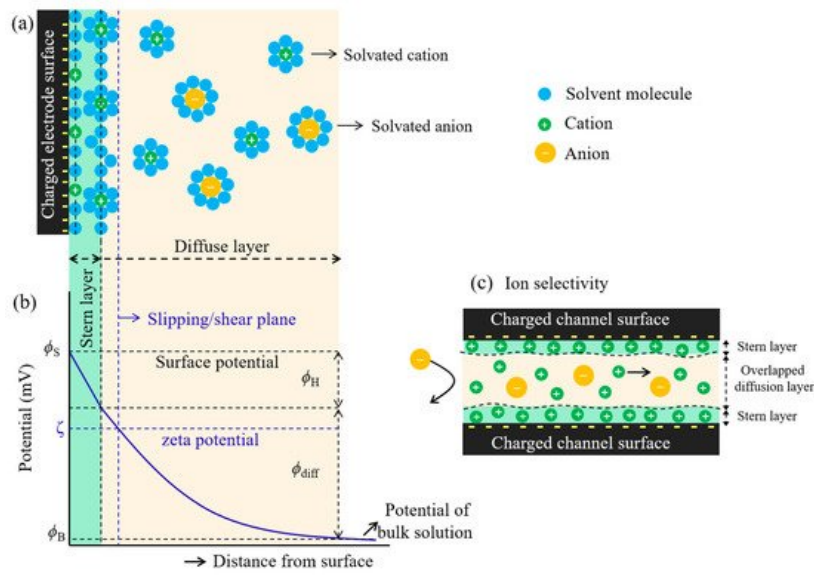 (a)
Charged electrode surface
Solvated cation
Solvated anion
Solvent molecule
Cation
Anion
Diffuse layer
Stern layer
(b)
Slipping/shear plane
ϕS
Surface potential
ϕH
ζ
zeta potential
ϕdiff
Potential (mV)
Potential of
bulk solution
ϕB
Distance from surface
(c) Ion selectivity
Charged channel surface
Stern layer
Overlapped
diffusion layer
Stern layer
Charged channel surface